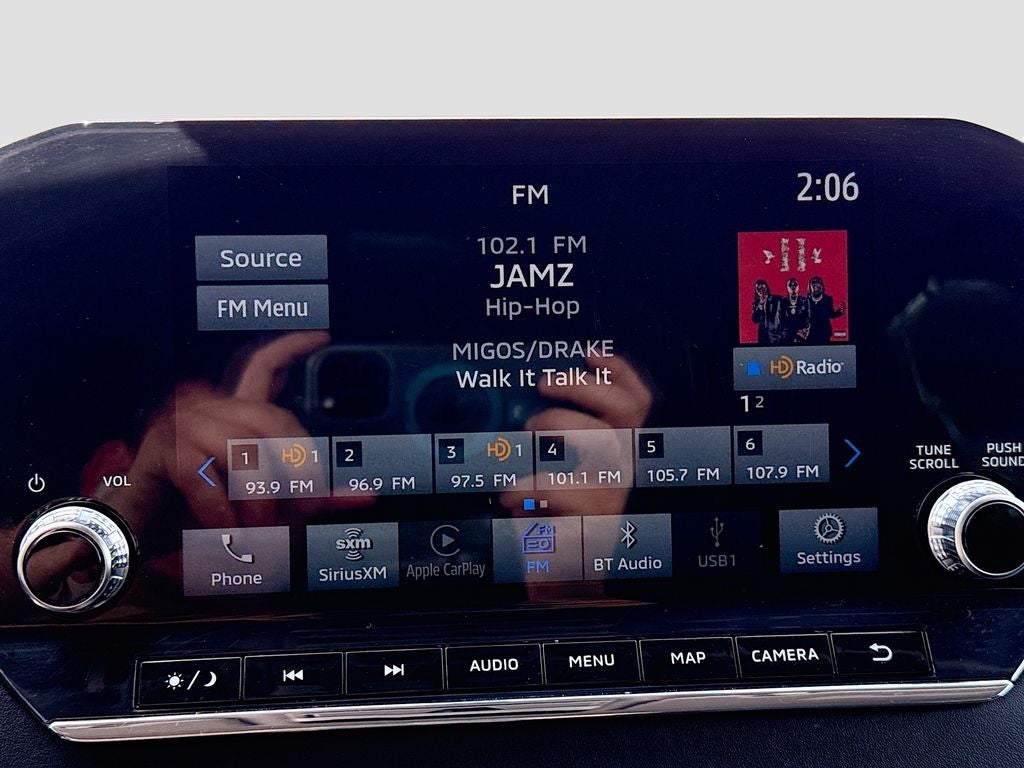 FM
2:06
Source
FM Menu
102.1 FM
JAMZ
Hip-Hop
MIGOS/DRAKE
Walk It Talk It
II
HD Radio
1 2
1 HD 1
93.9 FM
2
96.9 FM
3 HD 1
97.5 FM
4
101.1 FM
5
105.7 FM
6
107.9 FM
VOL
TUNE
SCROLL
PUSH
SOUND
Phone
sxm
SiriusXM
Apple CarPlay
FM
FM
BT Audio
USB1
Settings
AUDIO
MENU
MAP
CAMERA